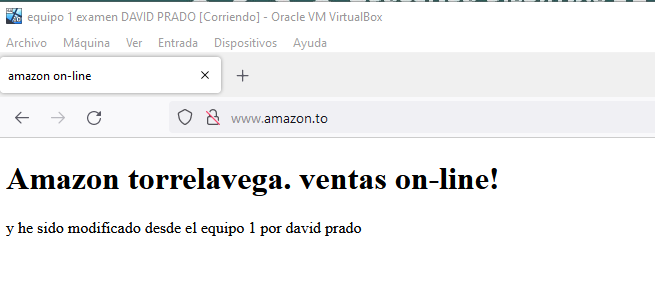 equipo 1 examen DAVID PRADO [Corriendo] - Oracle VM VirtualBox
Archivo Máquina Ver Entrada Dispositivos Ayuda
amazon on-line
www.amazon.to
Amazon torrelavega. ventas on-line!
y he sido modificado desde el equipo 1 por david prado